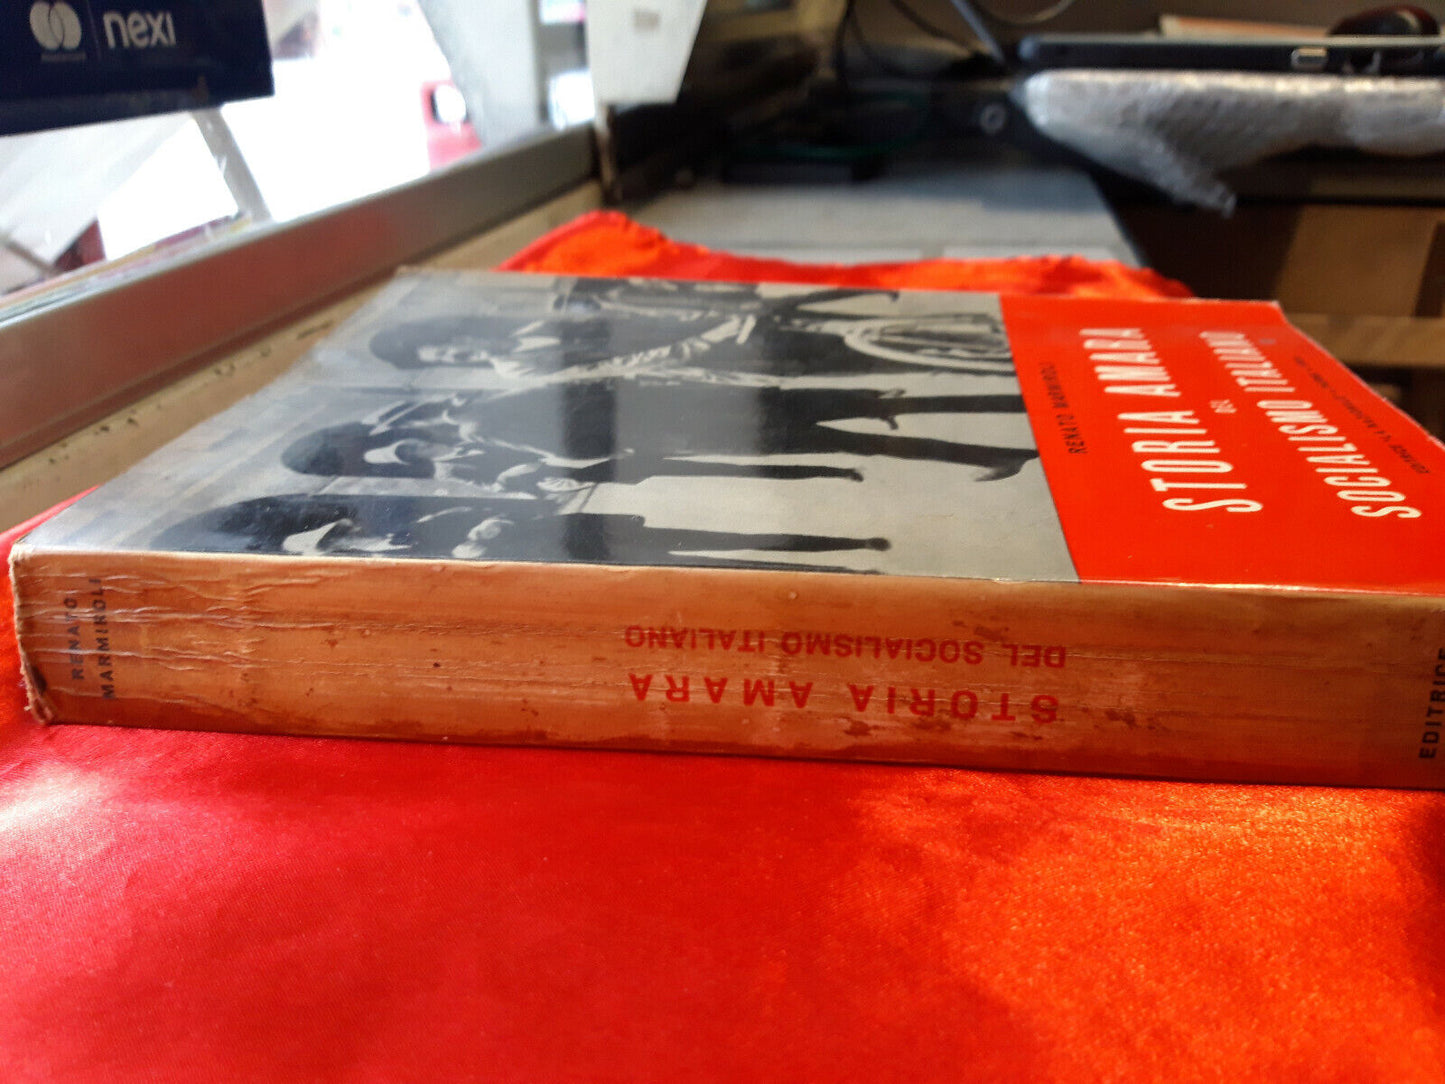 nexi
RENATO MARMIROLI
STORIA AMARA
DEL
SOCIALISMO ITALIANO
RENATO
MARMIROLI
STORIA AMARA
DEL SOCIALISMO ITALIANO
EDITRICE